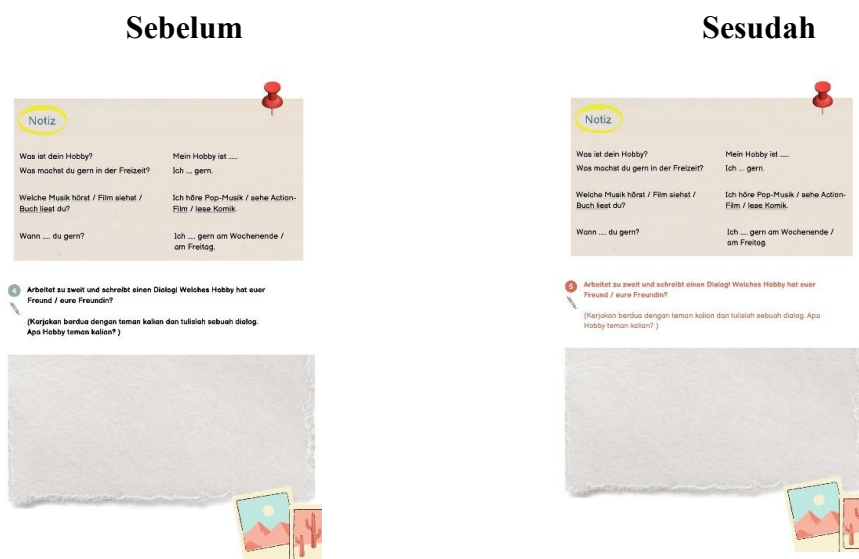 Sebelum
Notiz
Was ist dein Hobby?
Mein Hobby ist .....
Was machst du gern in der Freizeit?
Ich ... gern.
Welche Musik hörst / Film siehst /
Buch liest du?
Ich höre Pop-Musik / sehe Action-
Film / lese Komik.
Wann .... du gern?
Ich .... gern am Wochenende /
am Freitag.
4
Arbeitet zu zweit und schreibt einen Dialog! Welches Hobby hat euer
Freund / eure Freundin?
(Kerjakan berdua dengan teman kalian dan tulislah sebuah dialog.
Apa Hobby teman kalian? )
Sesudah
Notiz
Was ist dein Hobby?
Mein Hobby ist .....
Was machst du gern in der Freizeit?
Ich ... gern.
Welche Musik hörst / Film siehst /
Buch liest du?
Ich höre Pop-Musik / sehe Action-
Film / lese Komik.
Wann .... du gern?
Ich .... gern am Wochenende /
am Freitag.
5
Arbeitet zu zweit und schreibt einen Dialog! Welches Hobby hat euer
Freund / eure Freundin?
(Kerjakan berdua dengan teman kalian dan tulislah sebuah dialog. Apa
Hobby teman kalian? )